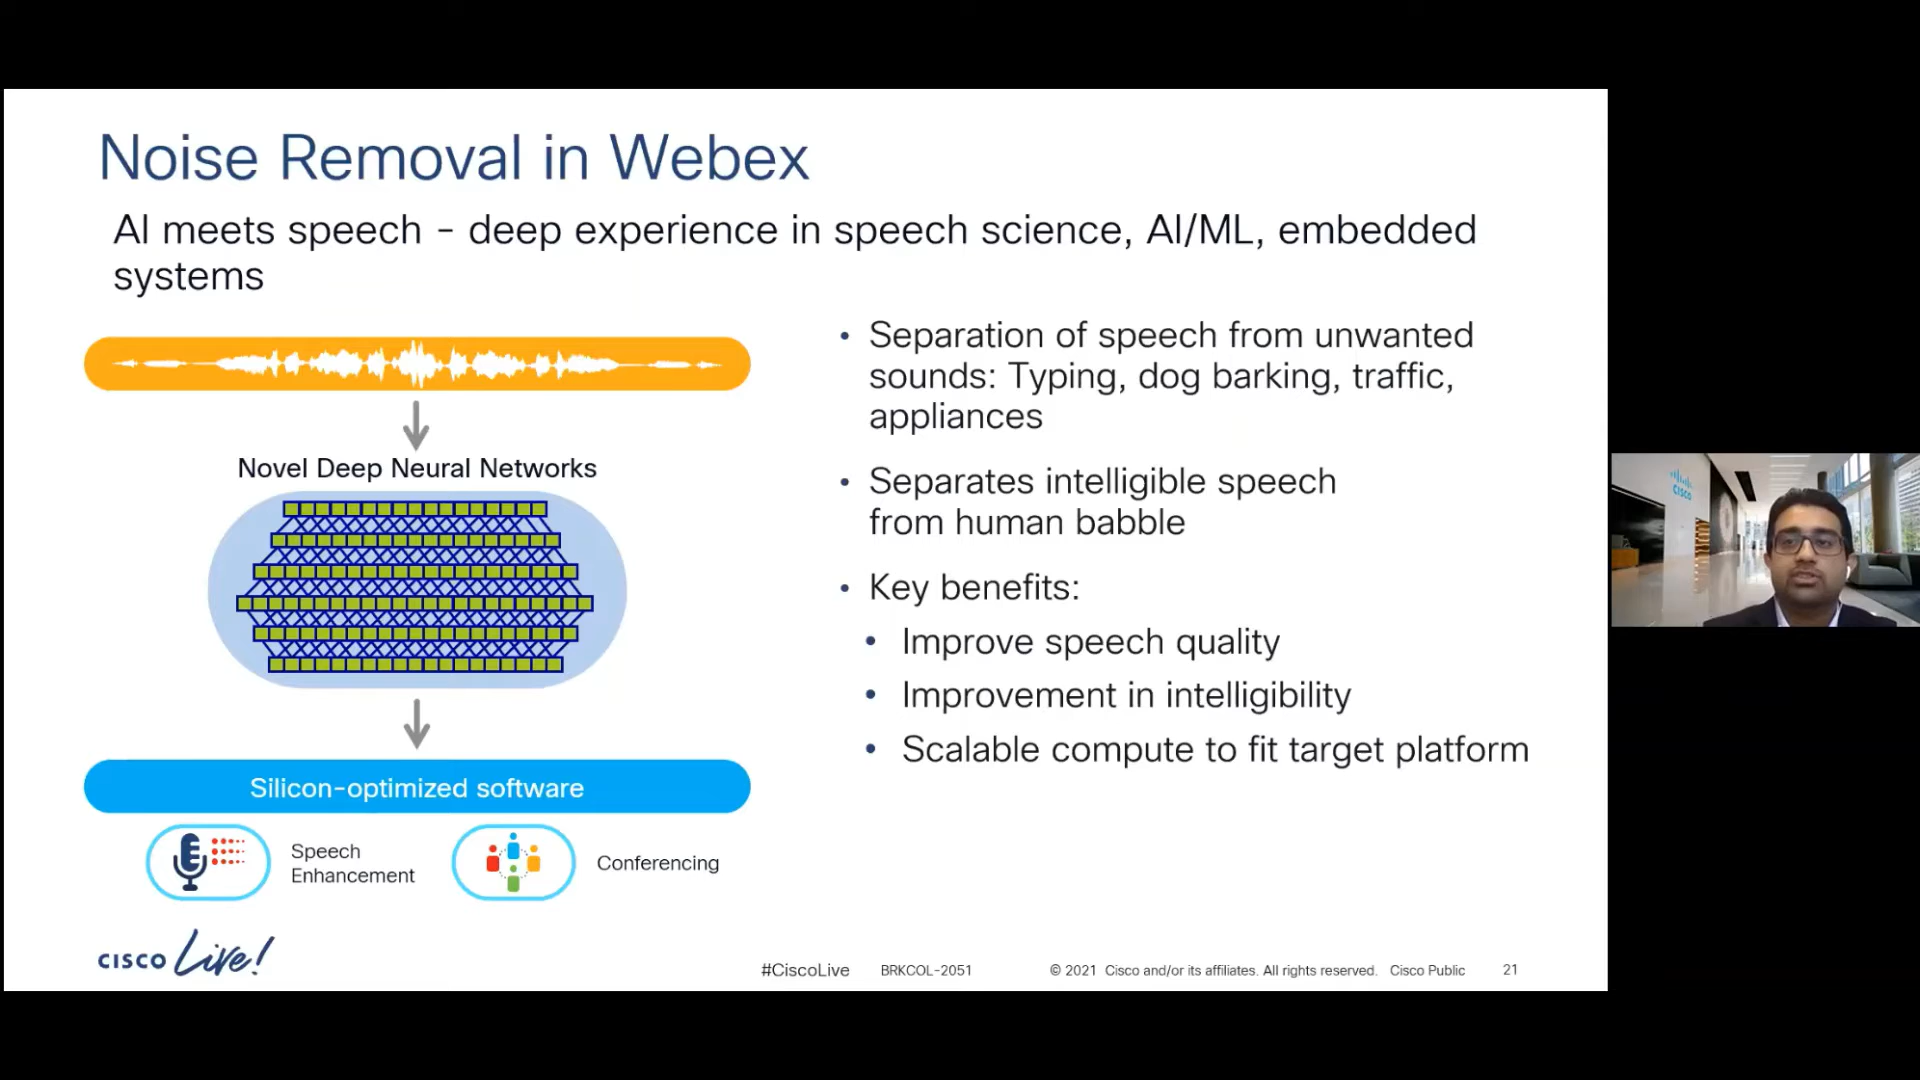 Noise Removal in Webex
AI meets speech - deep experience in speech science, AI/ML, embedded
systems
Novel Deep Neural Networks
Silicon-optimized software
Speech
Enhancement
Conferencing
• Separation of speech from unwanted
sounds: Typing, dog barking, traffic,
appliances
• Separates intelligible speech
from human babble
• Key benefits:
• Improve speech quality
• Improvement in intelligibility
• Scalable compute to fit target platform
CISCO
CISCO Live!
#CiscoLive
BRKCOL-2051
© 2021 Cisco and/or its affiliates. All rights reserved. Cisco Public
21